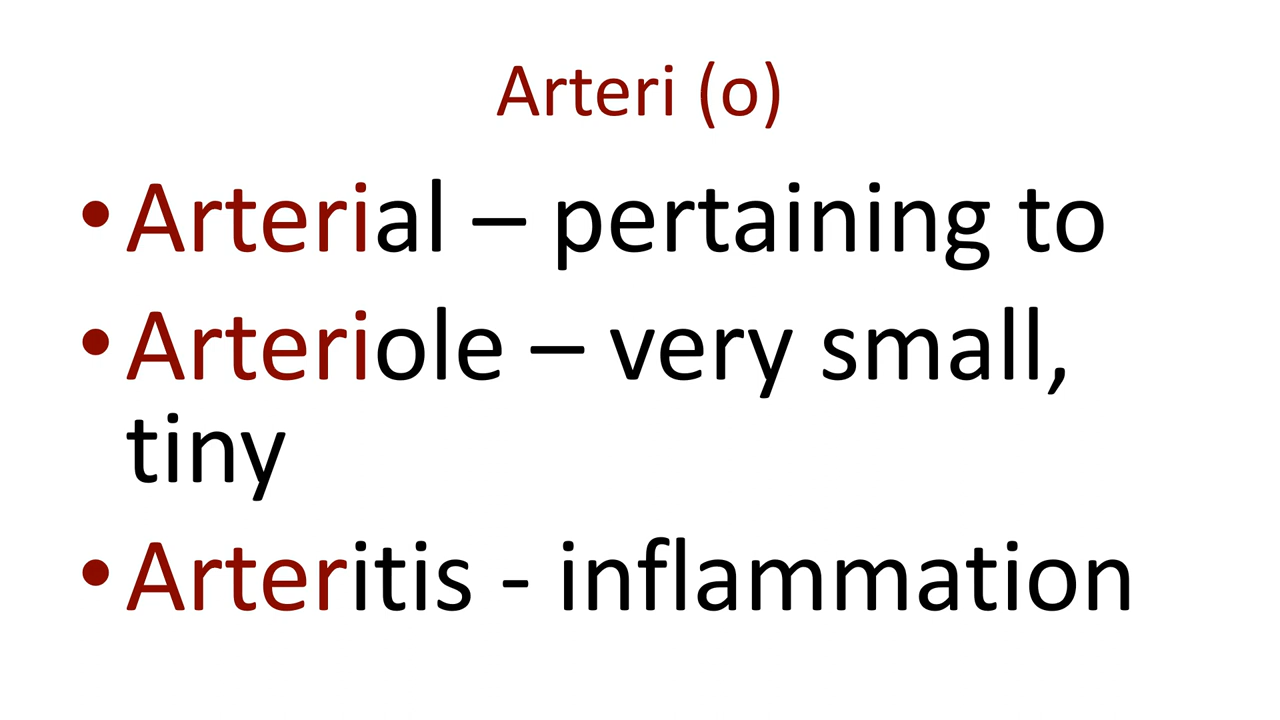 Arteri (o)
•Arterial – pertaining to
•Arteriole – very small,
tiny
•Arteritis - inflammation